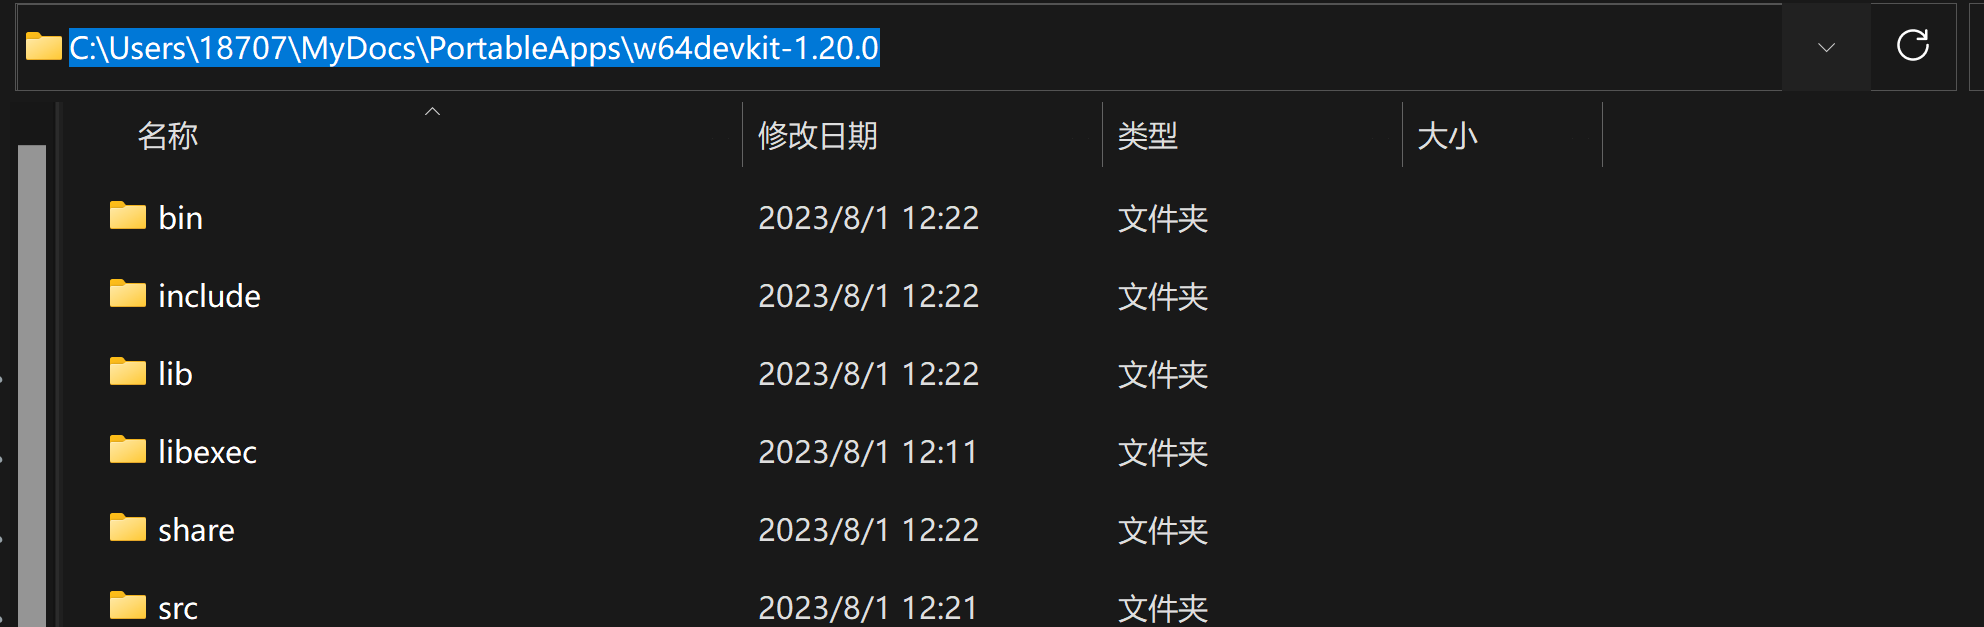 C:\Users\18707\MyDocs\PortableApps\w64devkit-1.20.0
名称 修改日期 类型 大小
bin 2023/8/1 12:22 文件夹
include 2023/8/1 12:22 文件夹
lib 2023/8/1 12:22 文件夹
libexec 2023/8/1 12:11 文件夹
share 2023/8/1 12:22 文件夹
src 2023/8/1 12:21 文件夹